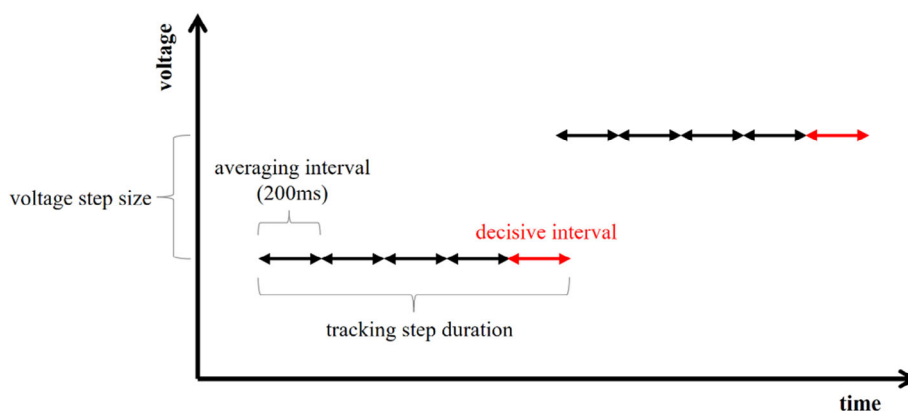 voltage
averaging interval
(200ms)
voltage step size
decisive interval
tracking step duration
time